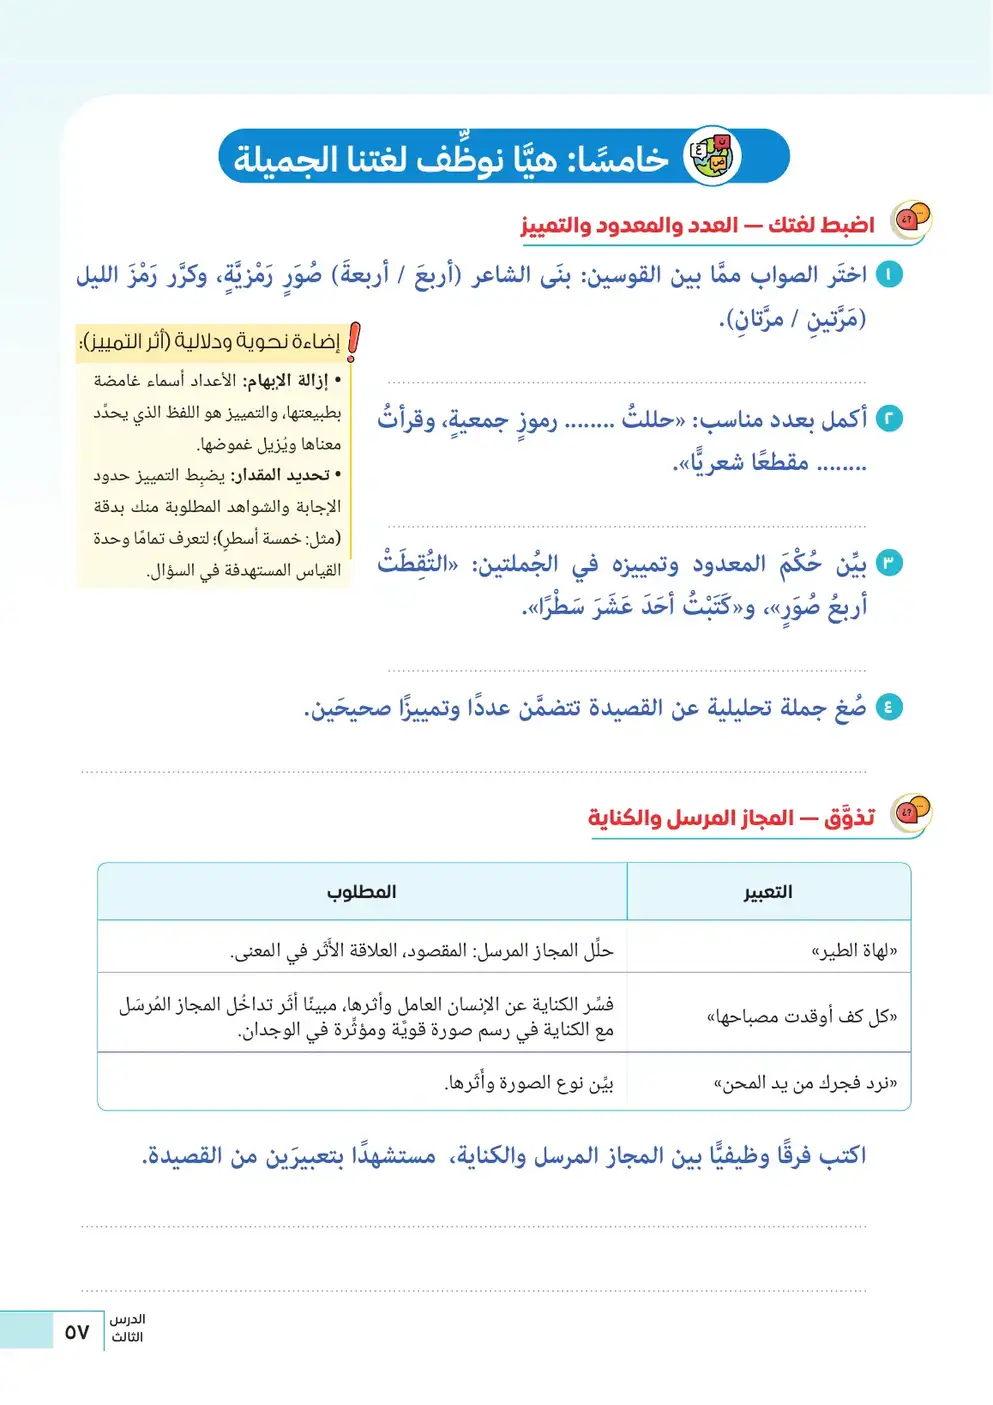 خامسًا: هيَّا نوظِّف لغتنا الجميلة
اضبط لغتك — العدد والمعدود والتمييز
١ اختَر الصواب ممَّا بين القوسين: بنَى الشاعر (أربعَ / أربعةَ) صُوَرٍ رَمْزيَّةٍ، وكرَّر رَمْزَ الليل
(مَرَّتينِ / مرَّتانِ).
إضاءة نحوية ودلالية (أثر التمييز):
• إزالة الإبهام: الأعداد أسماء غامضة
بطبيعتها، والتمييز هو اللفظ الذي يحدِّد
معناها ويُزيل غموضها.
• تحديد المقدار: يضبِط التمييز حدود
الإجابة والشواهد المطلوبة منك بدقة
(مثل: خمسة أسطرٍ)؛ لتعرف تمامًا وحدة
القياس المستهدفة في السؤال.
٢ أكمل بعدد مناسب: «حللتُ ........ رموزٍ جمعيةٍ، وقرأتُ
........ مقطعًا شعريًّا».
٣ بيِّن حُكْمَ المعدود وتمييزه في الجُملتين: «التُقِطَتْ
أربعُ صُوَرٍ»، و«كَتَبْتُ أحَدَ عَشَرَ سَطْرًا».
٤ صُغ جملة تحليلية عن القصيدة تتضمَّن عددًا وتمييزًا صحيحَين.
تذوَّق — المجاز المرسل والكناية
التعبير المطلوب
«لهاة الطير» حلِّل المجاز المرسل: المقصود، العلاقة الأَثَر في المعنى.
«كل كف أوقدت مصباحها» فسِّر الكناية عن الإنسان العامل وأثرها، مبينًا أثَر تداخُل المجاز المُرسَل
مع الكناية في رسم صورة قويَّة ومؤثِّرة في الوجدان.
«نرد فجرك من يد المحن» بيِّن نوع الصورة وأَثَرها.
اكتب فرقًا وظيفيًّا بين المجاز المرسل والكناية، مستشهدًا بتعبيرَين من القصيدة.
الدرس
الثالث
٥٧